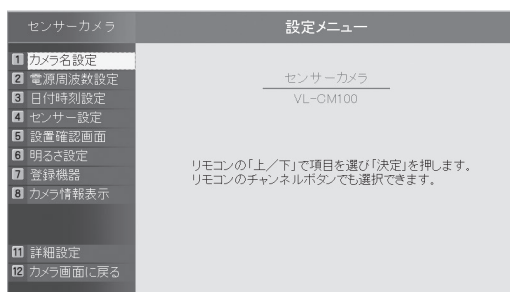 センサーカメラ
設定メニュー
1 カメラ名設定
2 電源周波数設定
3 日付時刻設定
4 センサー設定
5 設置確認画面
6 明るさ設定
7 登録機器
8 カメラ情報表示
11 詳細設定
12 カメラ画面に戻る
センサーカメラ
VL-CM100
リモコンの「上／下」で項目を選び「決定」を押します。
リモコンのチャンネルボタンでも選択できます。